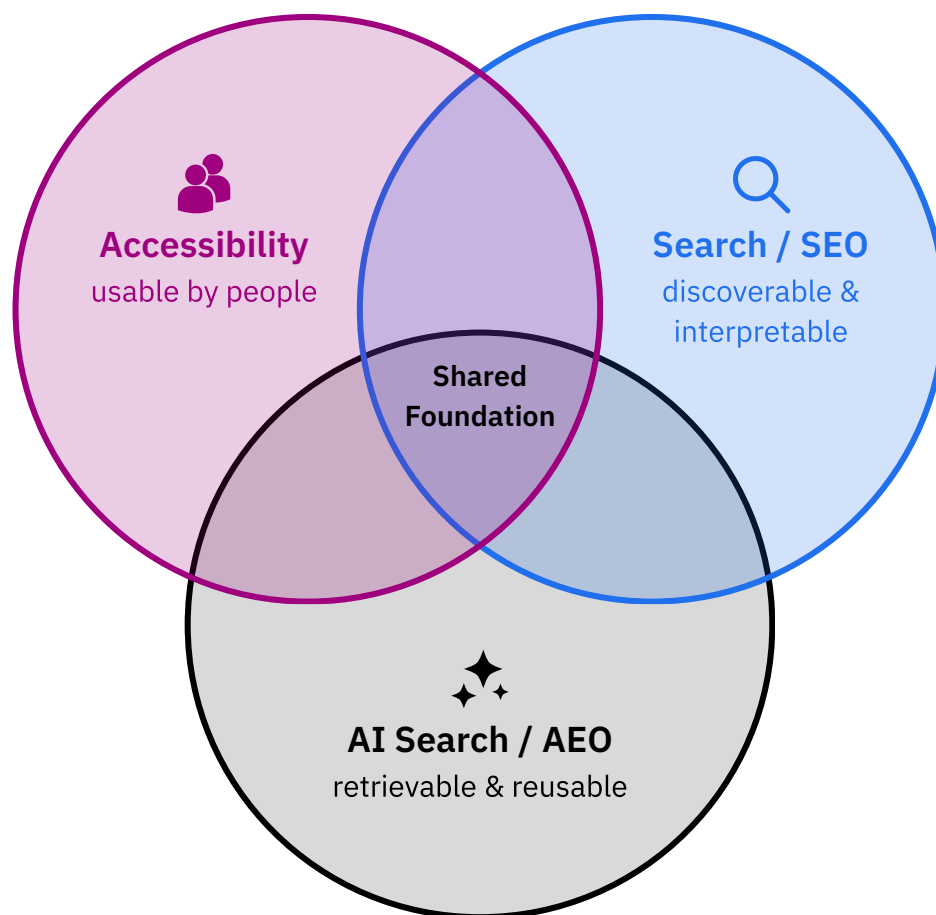 Accessibility
usable by people
Search / SEO
discoverable &
interpretable
Shared
Foundation
AI Search / AEO
retrievable & reusable